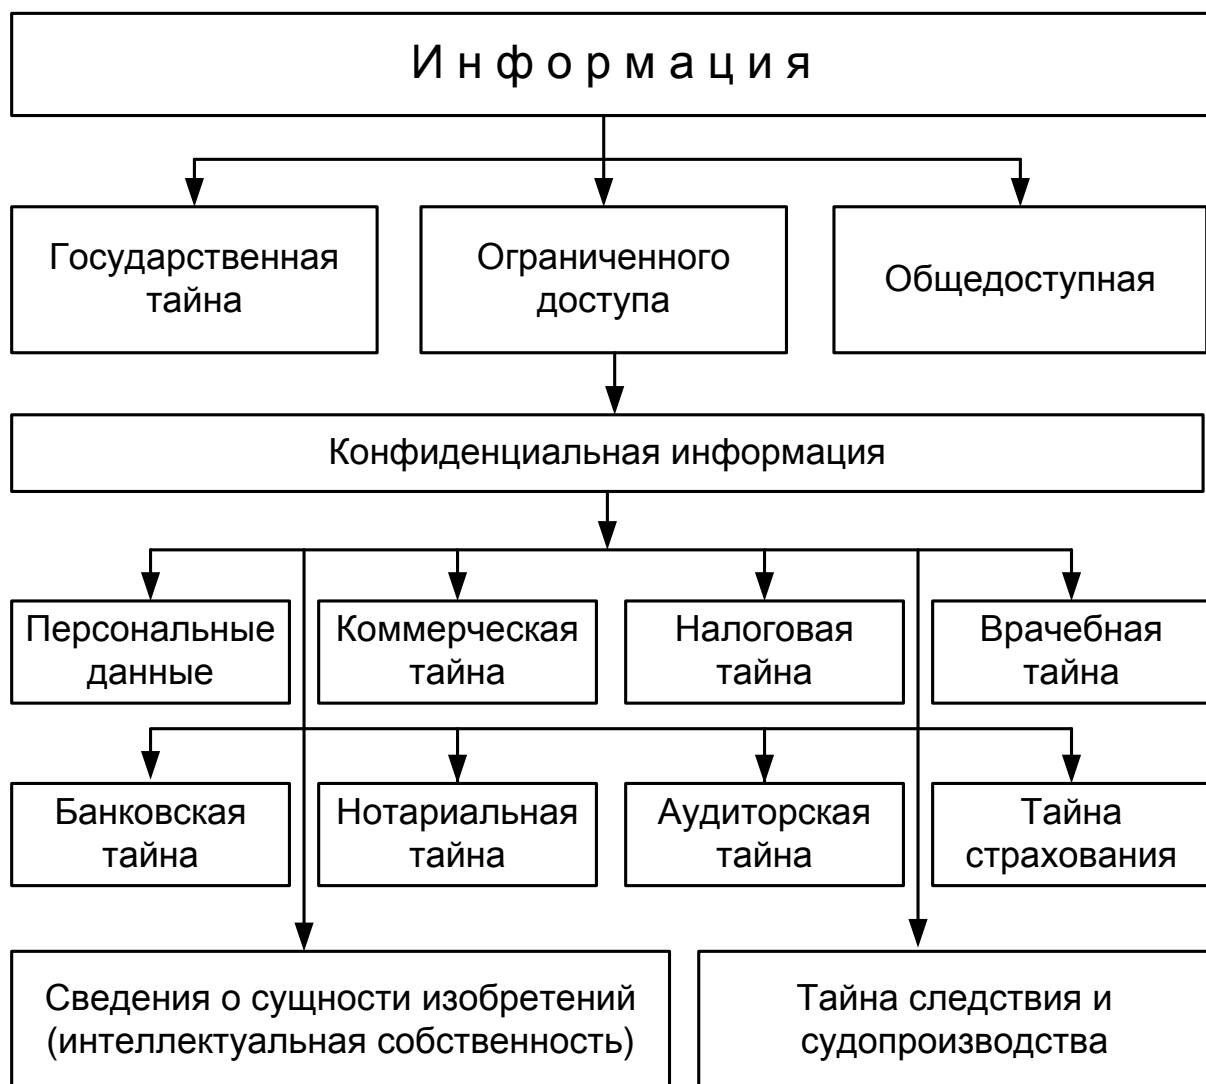 Информация
Государственная
тайна
Ограниченного
доступа
Общедоступная
Конфиденциальная информация
Персональные
данные
Коммерческая
тайна
Налоговая
тайна
Врачебная
тайна
Банковская
тайна
Нотариальная
тайна
Аудиторская
тайна
Тайна
страхования
Сведения о сущности изобретений
(интеллектуальная собственность)
Тайна следствия и
судопроизводства